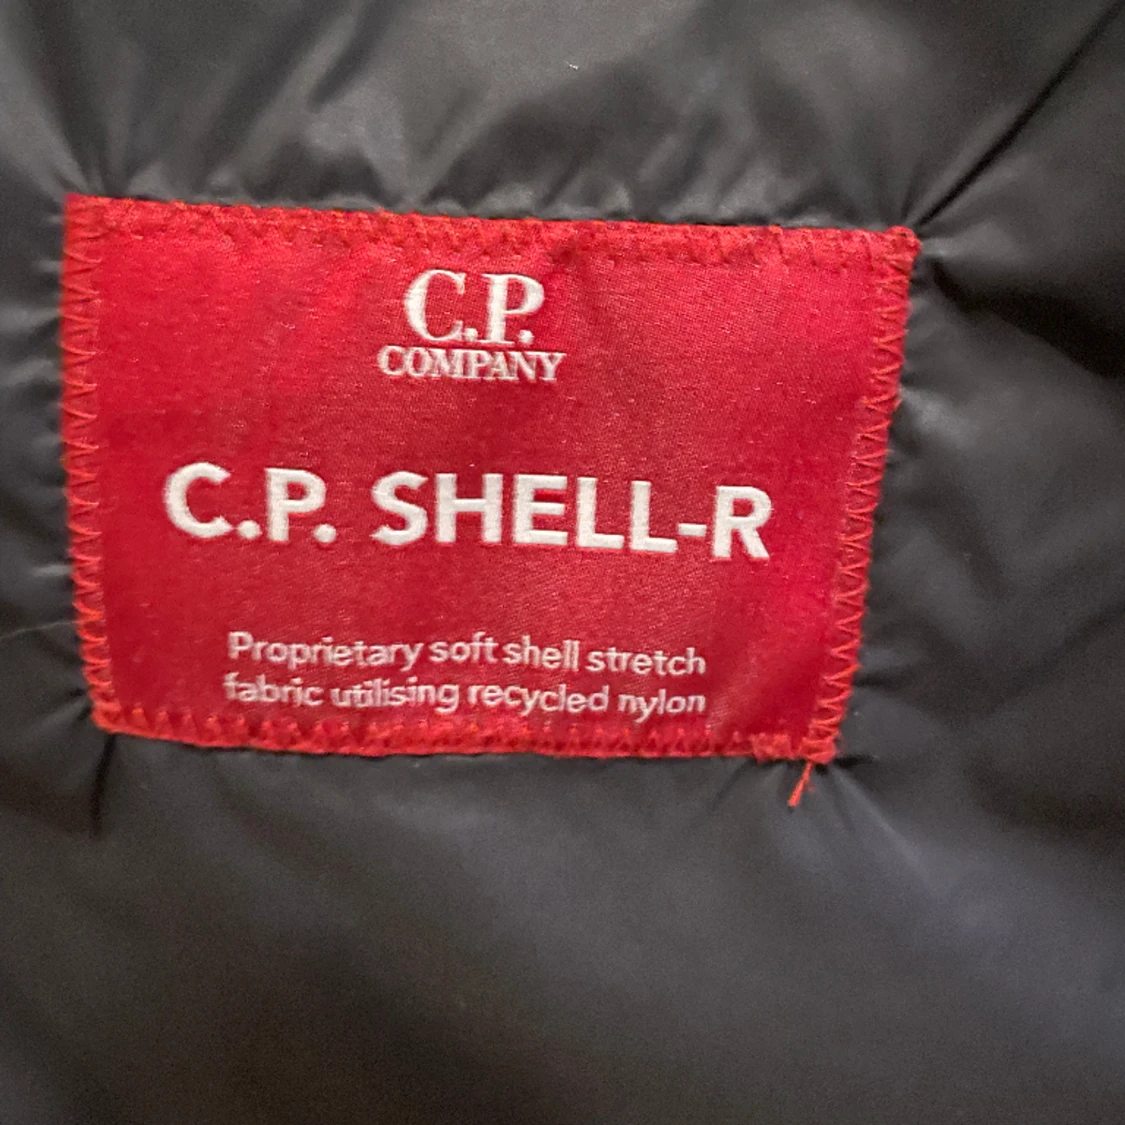 C.P.
COMPANY
C.P. SHELL-R
Proprietary soft shell stretch
fabric utilising recycled nylon